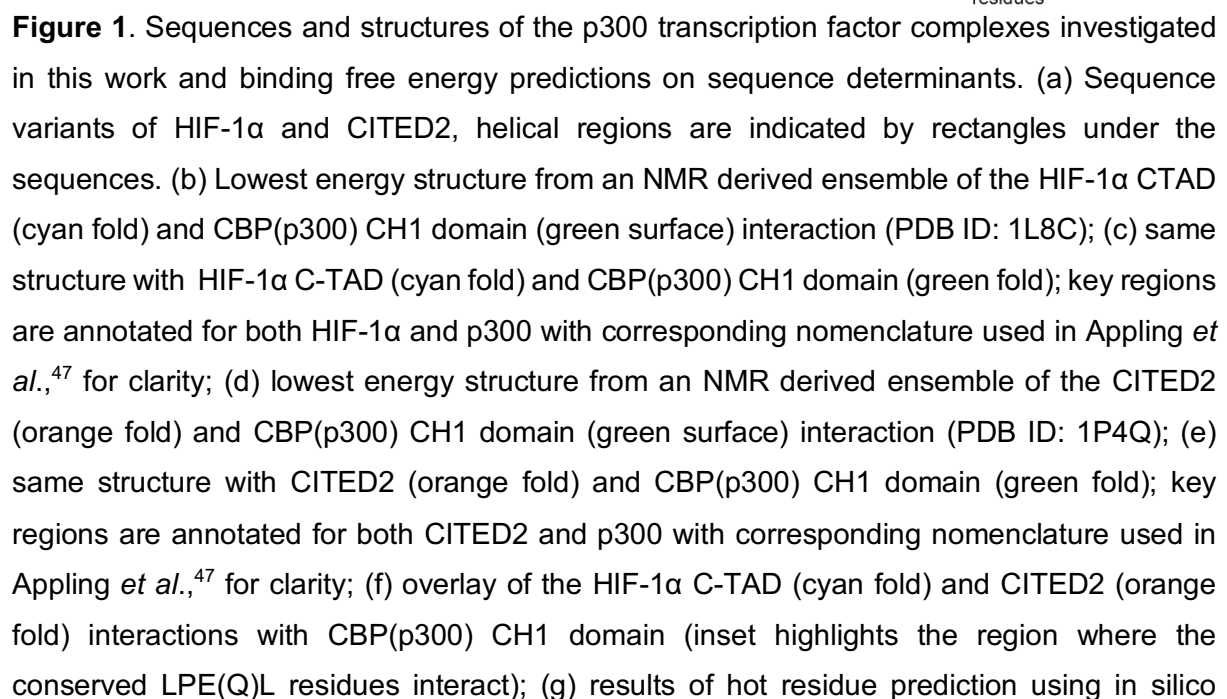 residues
Figure 1. Sequences and structures of the p300 transcription factor complexes investigated
in this work and binding free energy predictions on sequence determinants. (a) Sequence
variants of HIF-1α and CITED2, helical regions are indicated by rectangles under the
sequences. (b) Lowest energy structure from an NMR derived ensemble of the HIF-1α CTAD
(cyan fold) and CBP(p300) CH1 domain (green surface) interaction (PDB ID: 1L8C); (c) same
structure with HIF-1α C-TAD (cyan fold) and CBP(p300) CH1 domain (green fold); key regions
are annotated for both HIF-1α and p300 with corresponding nomenclature used in Appling et
al.,47 for clarity; (d) lowest energy structure from an NMR derived ensemble of the CITED2
(orange fold) and CBP(p300) CH1 domain (green surface) interaction (PDB ID: 1P4Q); (e)
same structure with CITED2 (orange fold) and CBP(p300) CH1 domain (green fold); key
regions are annotated for both CITED2 and p300 with corresponding nomenclature used in
Appling et al.,47 for clarity; (f) overlay of the HIF-1α C-TAD (cyan fold) and CITED2 (orange
fold) interactions with CBP(p300) CH1 domain (inset highlights the region where the
conserved LPE(Q)L residues interact); (g) results of hot residue prediction using in silico